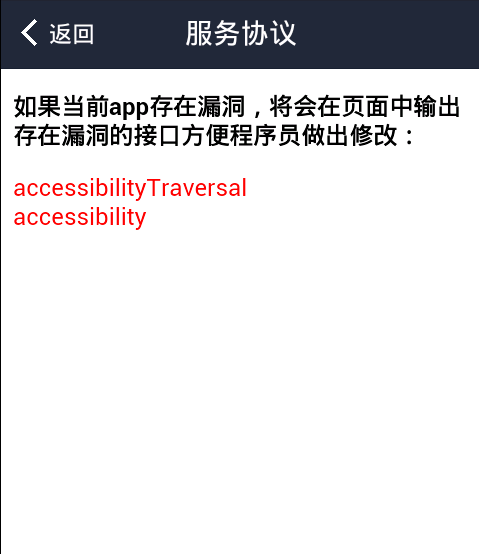 返回
服务协议
如果当前app存在漏洞，将会在页面中输出
存在漏洞的接口方便程序员做出修改：
accessibilityTraversal
accessibility